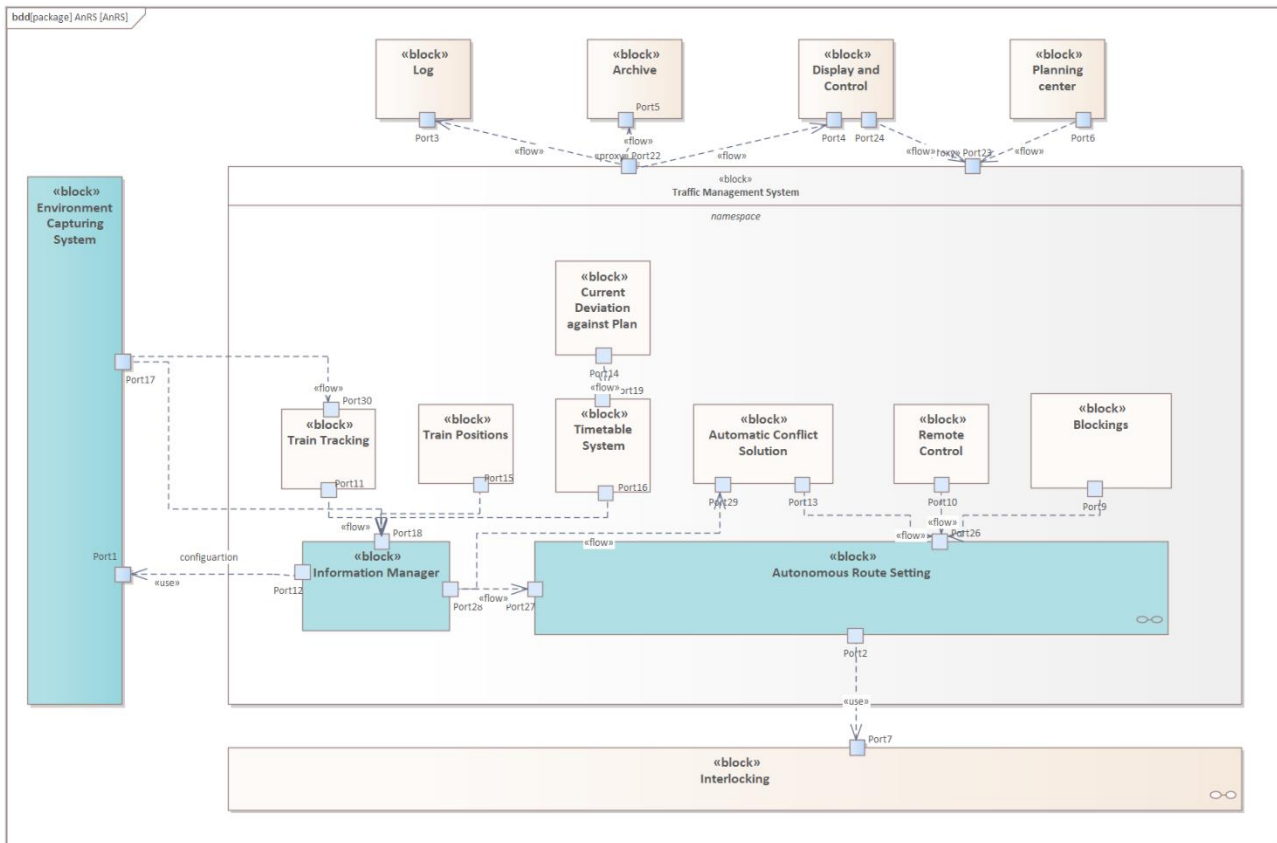 bdd[package] AnRS [AnRS]
«block»
Log
«block»
Archive
«block»
Display and
Control
«block»
Planning
center
Port3
Port5
Port4
Port24
Port6
«flow»
«flow»
«flow»
«flow»
«flow»
Port22
Port23
«block»
Traffic Management System
namespace
«block»
Environment
Capturing
System
Port17
Port1
«block»
Current
Deviation
against Plan
Port14
«flow»
«flow»
Port30
«block»
Train Tracking
Port11
«block»
Train Positions
Port15
«block»
Timetable
System
Port16
«block»
Automatic Conflict
Solution
Port29
Port13
«block»
Remote
Control
Port10
«block»
Blockings
Port9
«flow»
Port18
«flow»
«flow»
«flow»
Port26
configuartion
«use»
Port12
«block»
Information Manager
Port28
«flow»
Port27
«block»
Autonomous Route Setting
Port2
«use»
Port7
«block»
Interlocking